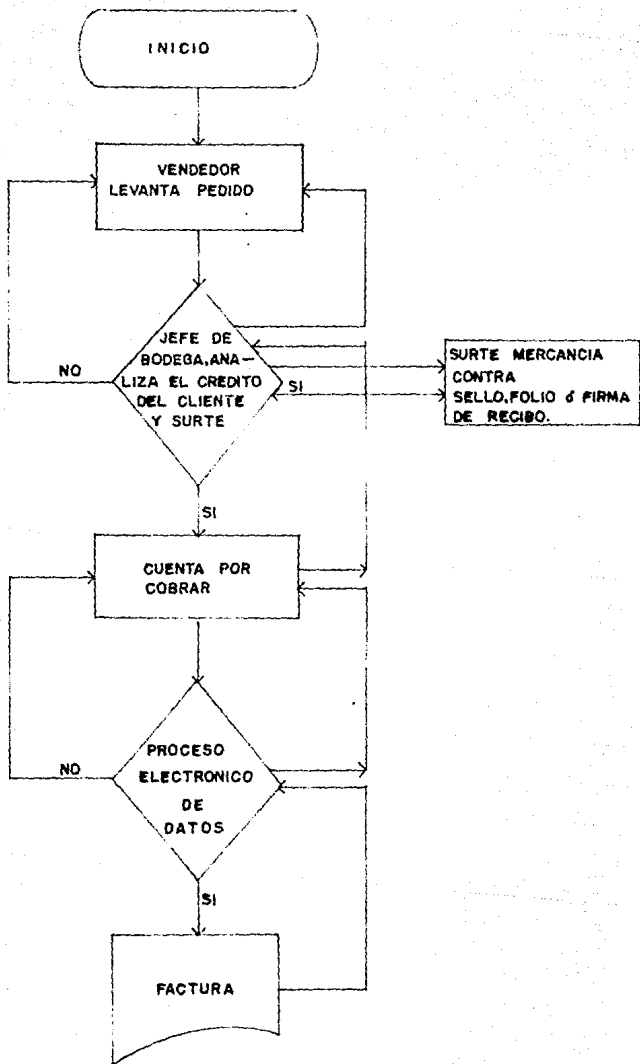 INICIO
VENDEDOR
LEVANTA PEDIDO
JEFE DE
BODEGA,ANA-
LIZA EL CREDITO
DEL CLIENTE
Y SURTE
NO
SI
SURTE MERCANCIA
CONTRA
SELLO,FOLIO ó FIRMA
DE RECIBO.
SI
CUENTA POR
COBRAR
PROCESO
ELECTRONICO
DE
DATOS
NO
SI
FACTURA